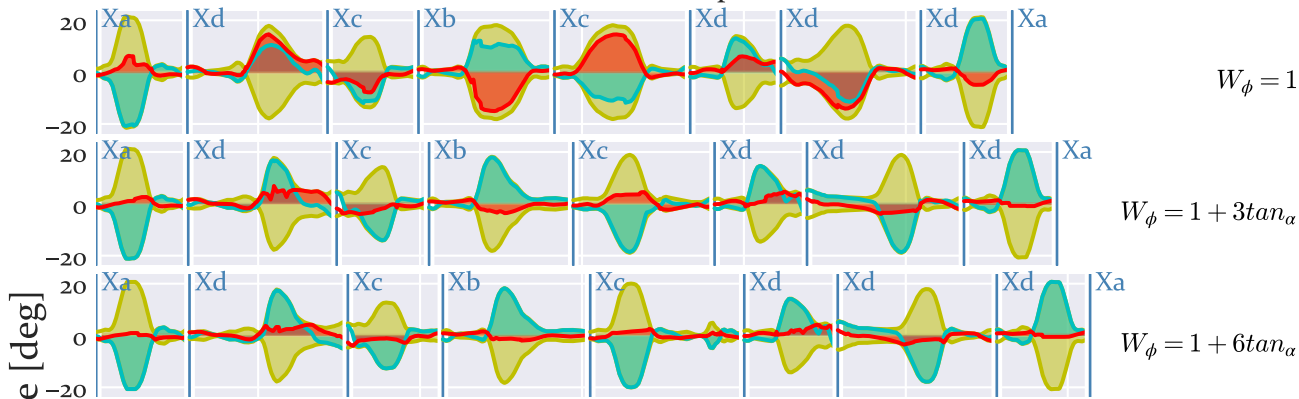 20 Xa Xd Xc Xb Xc Xd Xd Xd Xa
0 W_ϕ = 1
−20
20 Xa Xd Xc Xb Xc Xd Xd Xd Xa
0 W_ϕ = 1 + 3tan_α
−20
20 Xa Xd Xc Xb Xc Xd Xd Xd Xa
0 W_ϕ = 1 + 6tan_α
−20
e [deg]